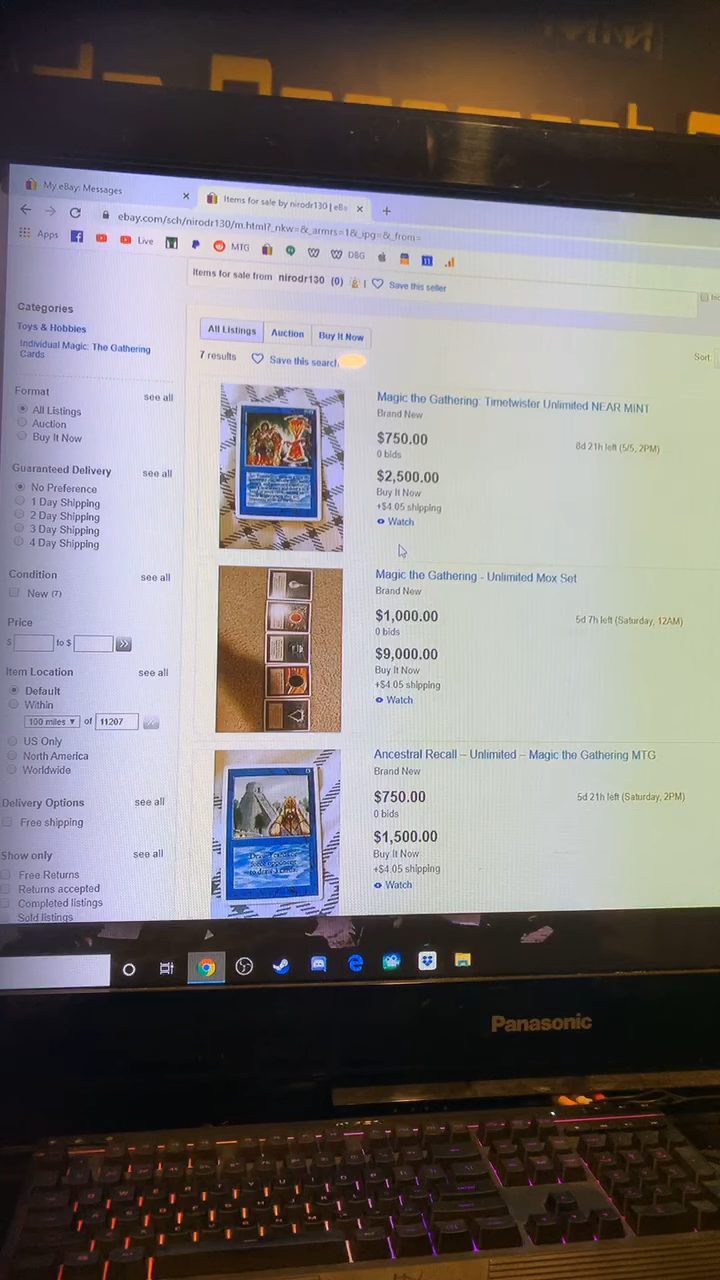 My eBay: Messages
Items for sale by nirodr130 | eBa
ebay.com/sch/nirodr130/m.html?_nkw=&_armrs=1&_ipg=&_from=
Apps
Live
MTG
D&G
Items for sale from nirodr130 (0)
Save this seller
Categories
Toys & Hobbies
Individual Magic: The Gathering
Cards
All Listings
Auction
Buy It Now
7 results
Save this search
Sort:
Format
see all
All Listings
Auction
Buy It Now
Guaranteed Delivery
see all
No Preference
1 Day Shipping
2 Day Shipping
3 Day Shipping
4 Day Shipping
Condition
see all
New (7)
Price
$
to $
Item Location
see all
Default
Within
100 miles
of
11207
US Only
North America
Worldwide
Delivery Options
see all
Free shipping
Show only
see all
Free Returns
Returns accepted
Completed listings
Sold listings
Magic the Gathering: Timetwister Unlimited NEAR MINT
Brand New
$750.00
8d 21h left (5/5, 2PM)
0 bids
$2,500.00
Buy It Now
+$4.05 shipping
Watch
Magic the Gathering - Unlimited Mox Set
Brand New
$1,000.00
5d 7h left (Saturday, 12AM)
0 bids
$9,000.00
Buy It Now
+$4.05 shipping
Watch
Ancestral Recall – Unlimited – Magic the Gathering MTG
Brand New
$750.00
5d 21h left (Saturday, 2PM)
0 bids
$1,500.00
Buy It Now
+$4.05 shipping
Watch
Panasonic